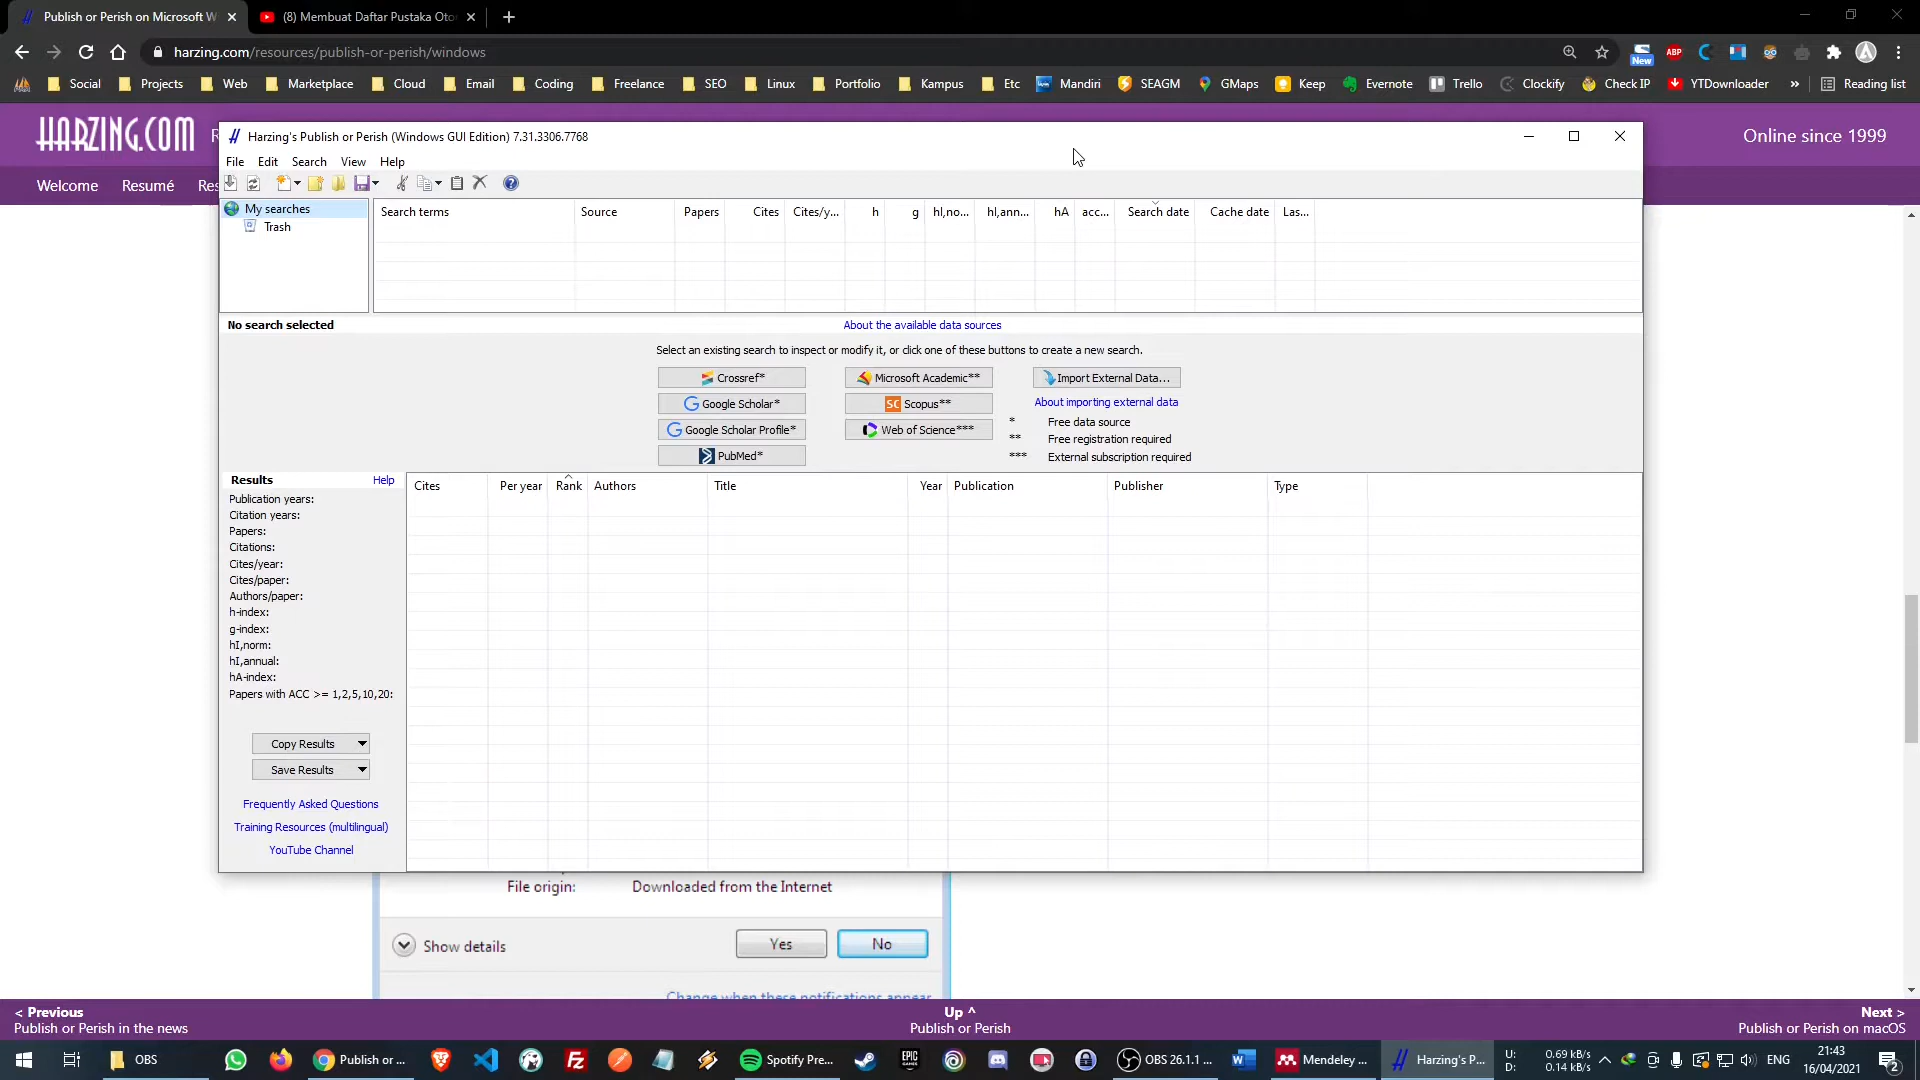 Publish or Perish on Microsoft W
(8) Membuat Daftar Pustaka Oto
harzing.com/resources/publish-or-perish/windows
New
ABP
Social Projects Web Marketplace Cloud Email Coding Freelance SEO Linux Portfolio Kampus Etc Mandiri SEAGM GMaps Keep Evernote Trello Clockify Check IP YTDownloader » Reading list
HARZING.COM
Online since 1999
Welcome Resumé Res
Harzing's Publish or Perish (Windows GUI Edition) 7.31.3306.7768
File Edit Search View Help
My searches
Trash
Search terms Source Papers Cites Cites/y... h g hI,no... hI,ann... hA acc... Search date Cache date Las...
No search selected
About the available data sources
Select an existing search to inspect or modify it, or click one of these buttons to create a new search.
Crossref* Microsoft Academic** Import External Data...
Google Scholar* Scopus** About importing external data
Google Scholar Profile* Web of Science***
PubMed*
* Free data source
** Free registration required
*** External subscription required
Results Help
Publication years:
Citation years:
Papers:
Citations:
Cites/year:
Cites/paper:
Authors/paper:
h-index:
g-index:
hI,norm:
hI,annual:
hA-index:
Papers with ACC >= 1,2,5,10,20:
Copy Results
Save Results
Frequently Asked Questions
Training Resources (multilingual)
YouTube Channel
Cites Per year Rank Authors Title Year Publication Publisher Type
File origin: Downloaded from the Internet
Show details Yes No
Change when these notifications appear
< Previous
Publish or Perish in the news
Up ^
Publish or Perish
Next >
Publish or Perish on macOS
OBS
Publish or ...
Spotify Pre...
EPIC GAMES
OBS 26.1.1 ...
Mendeley ...
Harzing's P...
U: 0.69 kB/s
D: 0.14 kB/s
ENG
21:43
16/04/2021
2